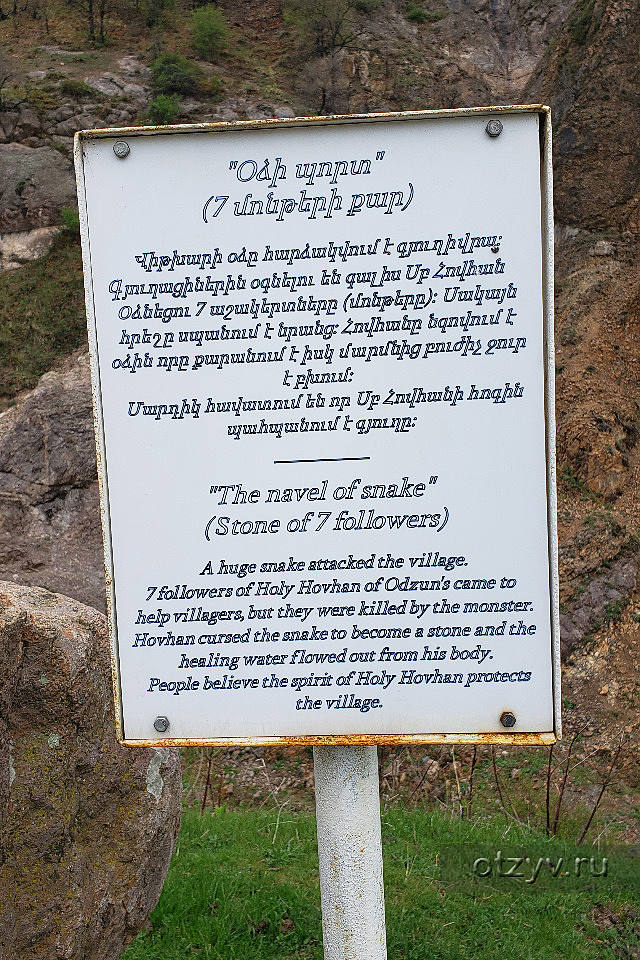 "Օձի պորտ"
(7 մոնթերի քար)
Վիթխարի օձը հարձակվում է գյուղիվրա:
Գյուղացիներին օգնելու են գալիս Սբ Հովհան
Օձնեցու 7 աշակերտները (մոնթերը): Սակայն
հրեշը սպանում է նրանց: Հովհանը նզովում է
օձին որը քարանում է իսկ մարմնից բուժիչ ջուր
է բխում:
Մարդիկ հավատում են որ Սբ Հովհանի հոգին
պահպանում է գյուղը:
"The navel of snake"
(Stone of 7 followers)
A huge snake attacked the village.
7 followers of Holy Hovhan of Odzun's came to
help villagers, but they were killed by the monster.
Hovhan cursed the snake to become a stone and the
healing water flowed out from his body.
People believe the spirit of Holy Hovhan protects
the village.
otzyv.ru